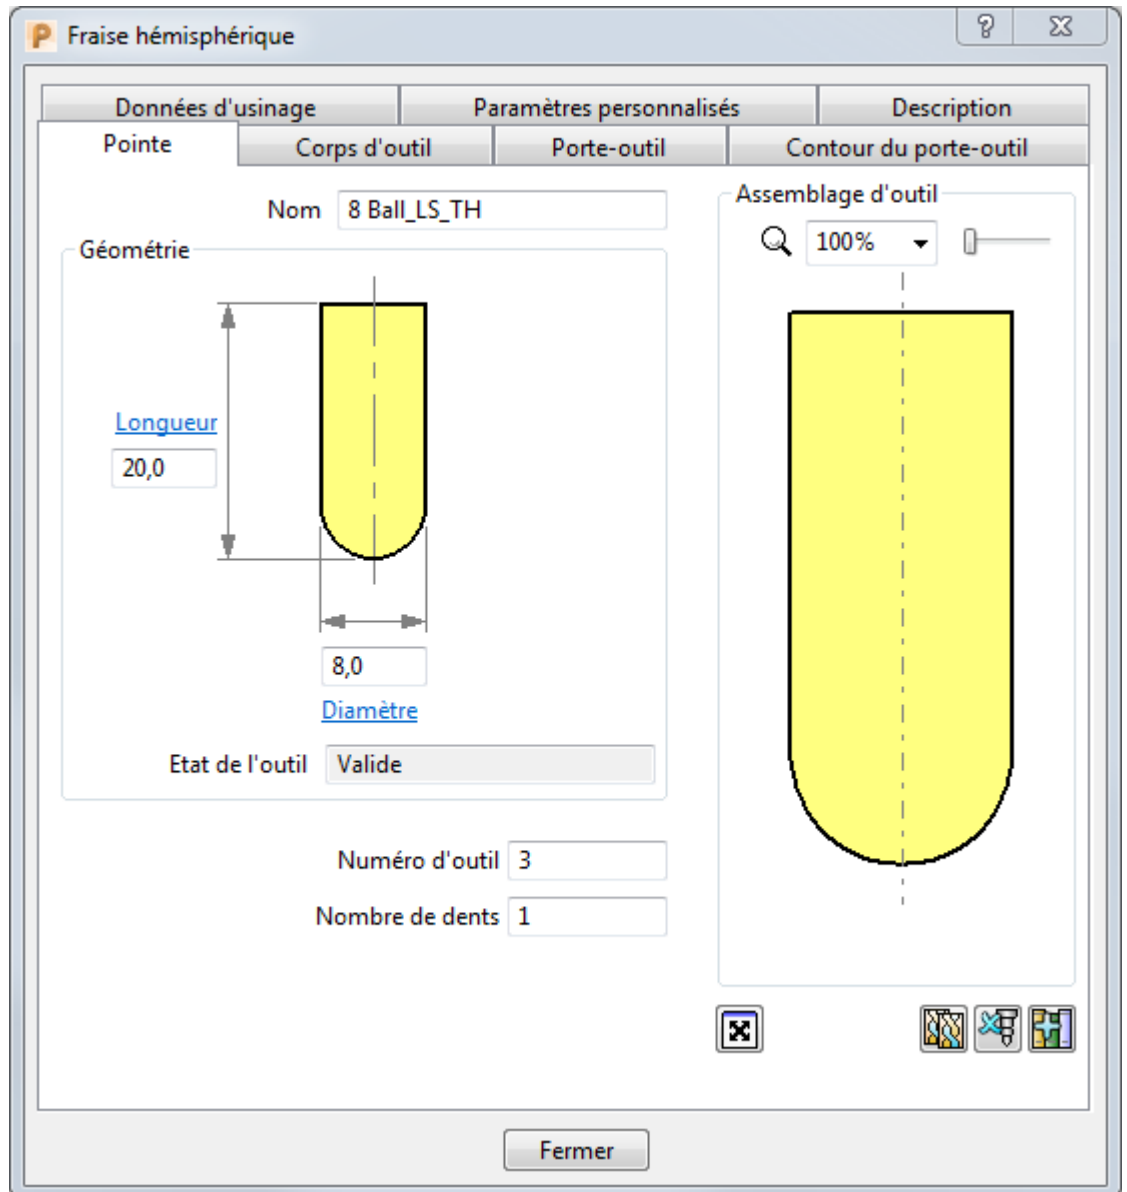 Fraise hémisphérique
Données d'usinage Paramètres personnalisés Description
Pointe Corps d'outil Porte-outil Contour du porte-outil
Nom 8 Ball_LS_TH
Géométrie
Longueur
20,0
8,0
Diamètre
Etat de l'outil Valide
Numéro d'outil 3
Nombre de dents 1
Assemblage d'outil
100%
Fermer